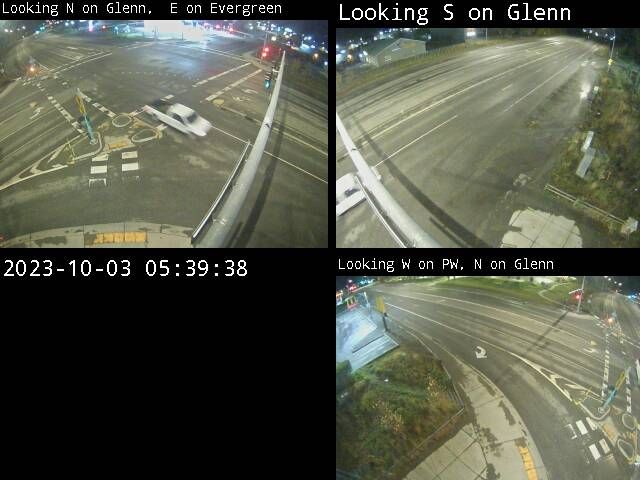 Looking N on Glenn,  E on Evergreen
Looking S on Glenn
2023-10-03 05:39:38
Looking W on PW, N on Glenn